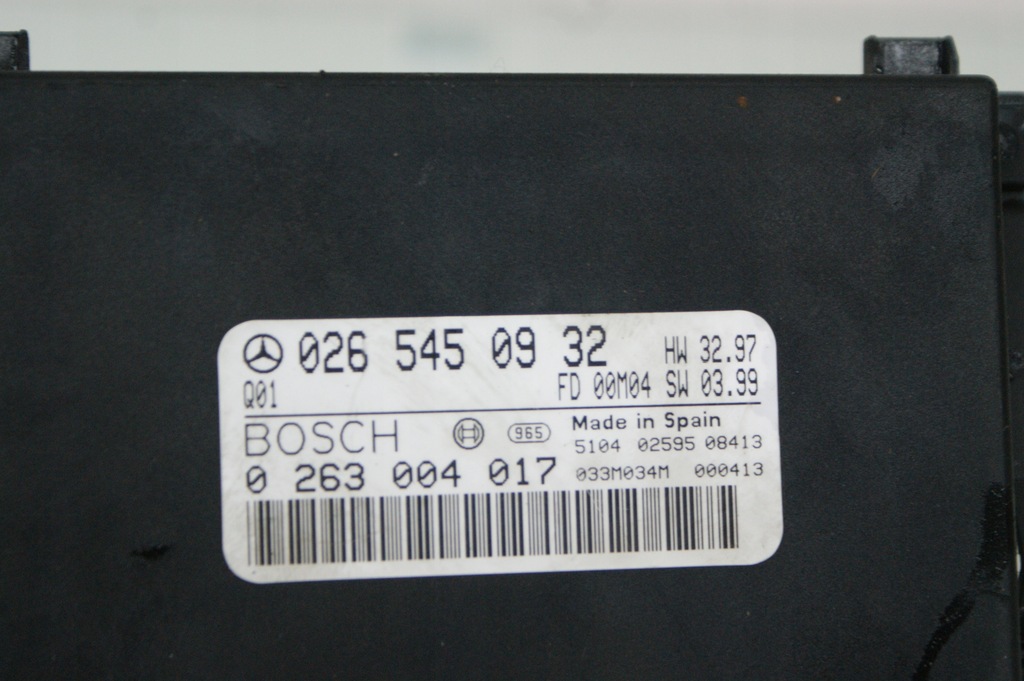 026 545 09 32 HW 32.97
Q01 FD 00M04 SW 03.99
BOSCH 965 Made in Spain
5104 02595 08413
0 263 004 017 033M034M 000413